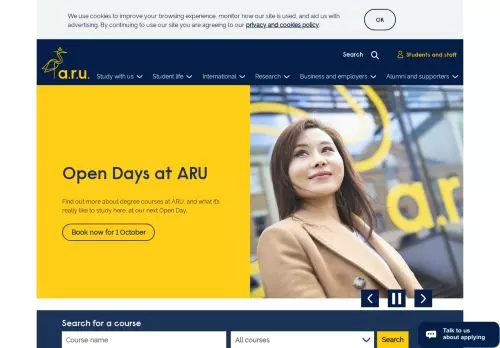 We use cookies to improve your browsing experience, monitor how our site is used, and aid us with
advertising. By continuing to use our site you are agreeing to our privacy and cookies policy.
OK
Search
Students and staff
a.r.u.
Study with us
Student life
International
Research
Business and employers
Alumni and supporters
Open Days at ARU
Find out more about degree courses at ARU, and what it's
really like to study here, at our next Open Day.
Book now for 1 October
a.r.u
Search for a course
Course name
All courses
Search
Talk to us
about applying